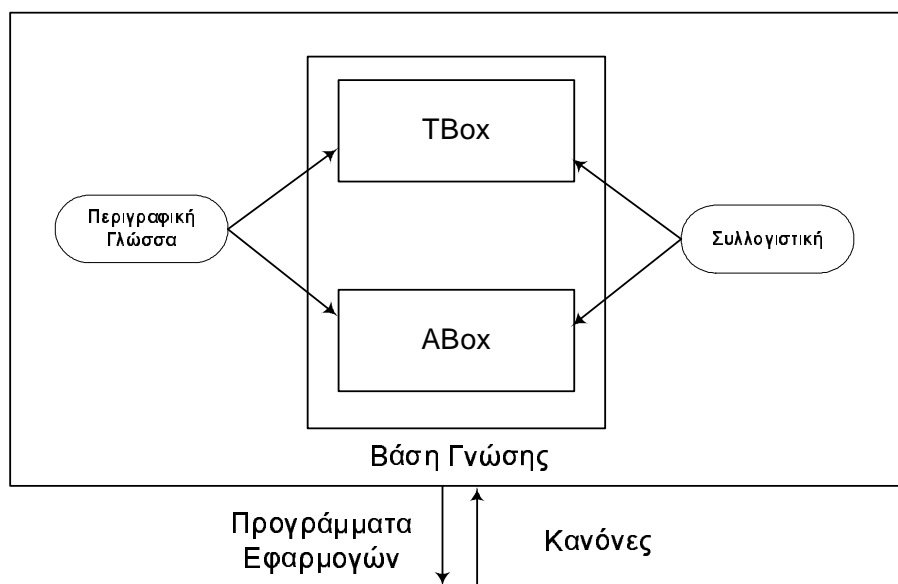 TBox
Περιγραφική
Γλώσσα
Συλλογιστική
ABox
Βάση Γνώσης
Προγράμματα
Εφαρμογών
Κανόνες